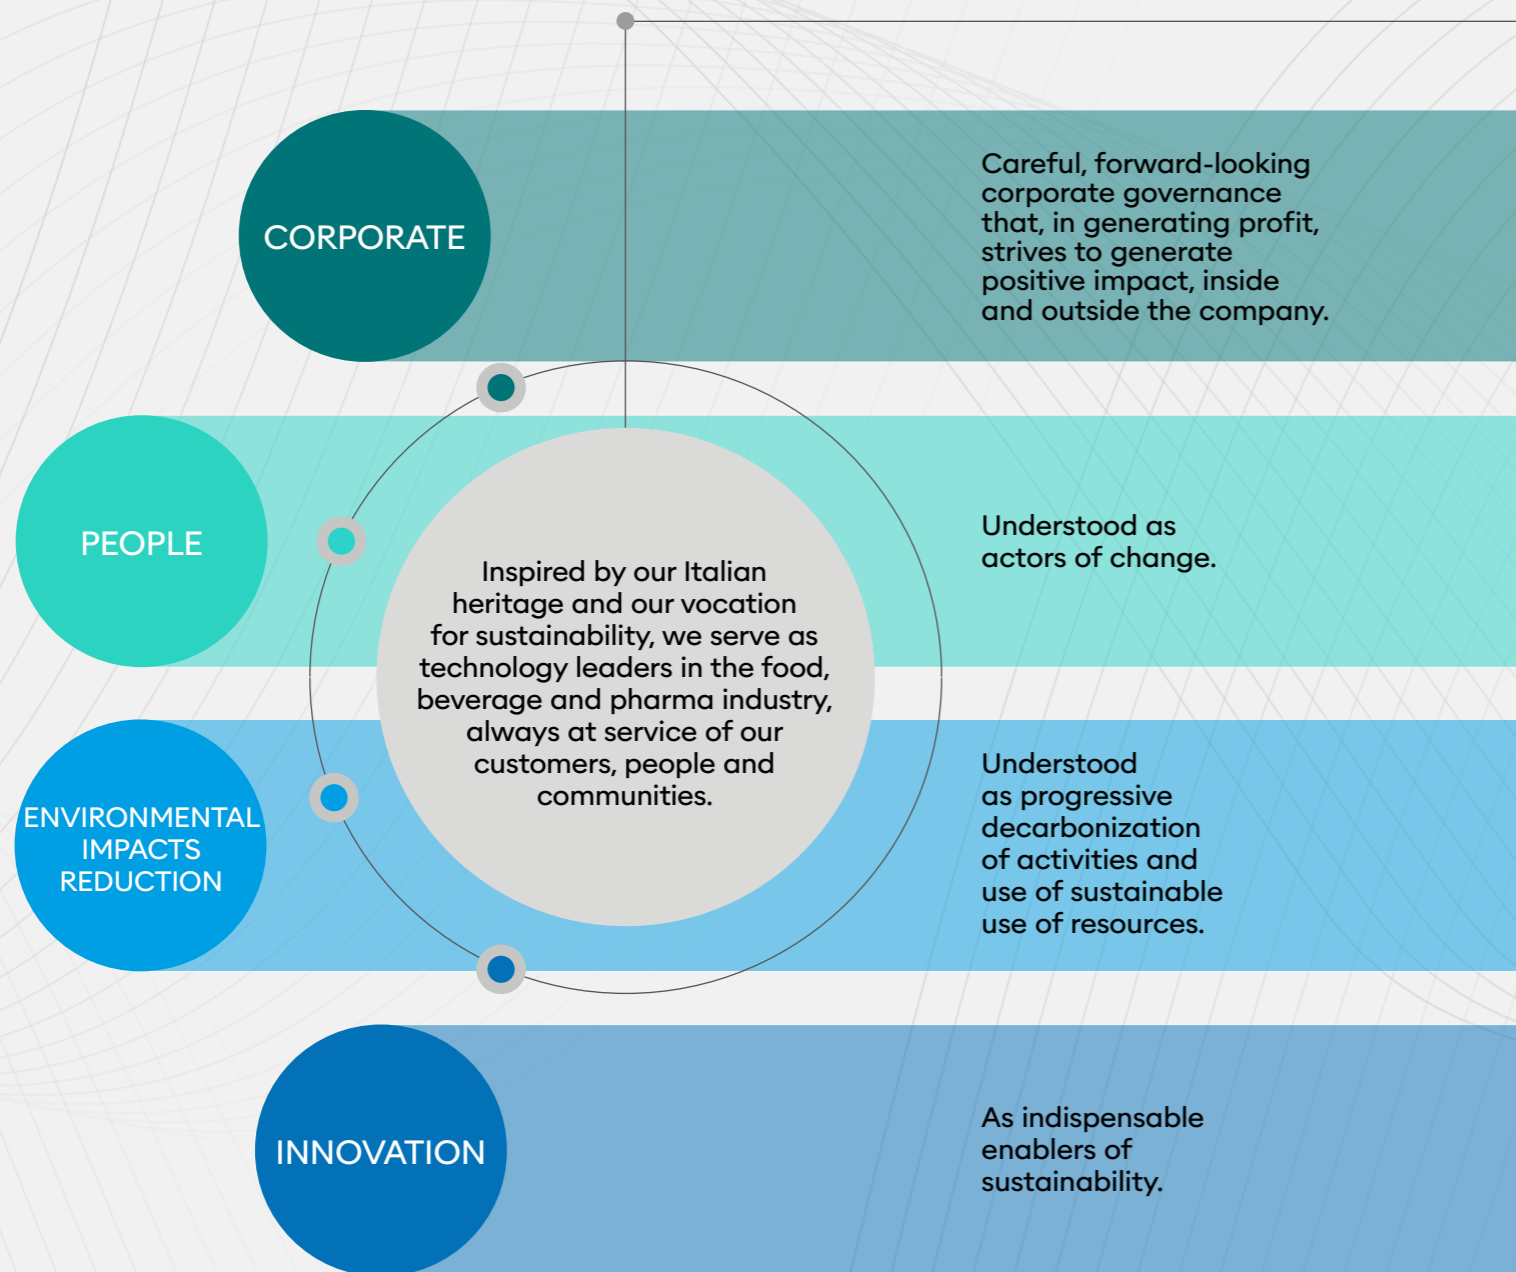 CORPORATE
Careful, forward-looking
corporate governance
that, in generating profit,
strives to generate
positive impact, inside
and outside the company.
PEOPLE
Understood as
actors of change.
Inspired by our Italian
heritage and our vocation
for sustainability, we serve as
technology leaders in the food,
beverage and pharma industry,
always at service of our
customers, people and
communities.
ENVIRONMENTAL
IMPACTS
REDUCTION
Understood
as progressive
decarbonization
of activities and
use of sustainable
use of resources.
INNOVATION
As indispensable
enablers of
sustainability.